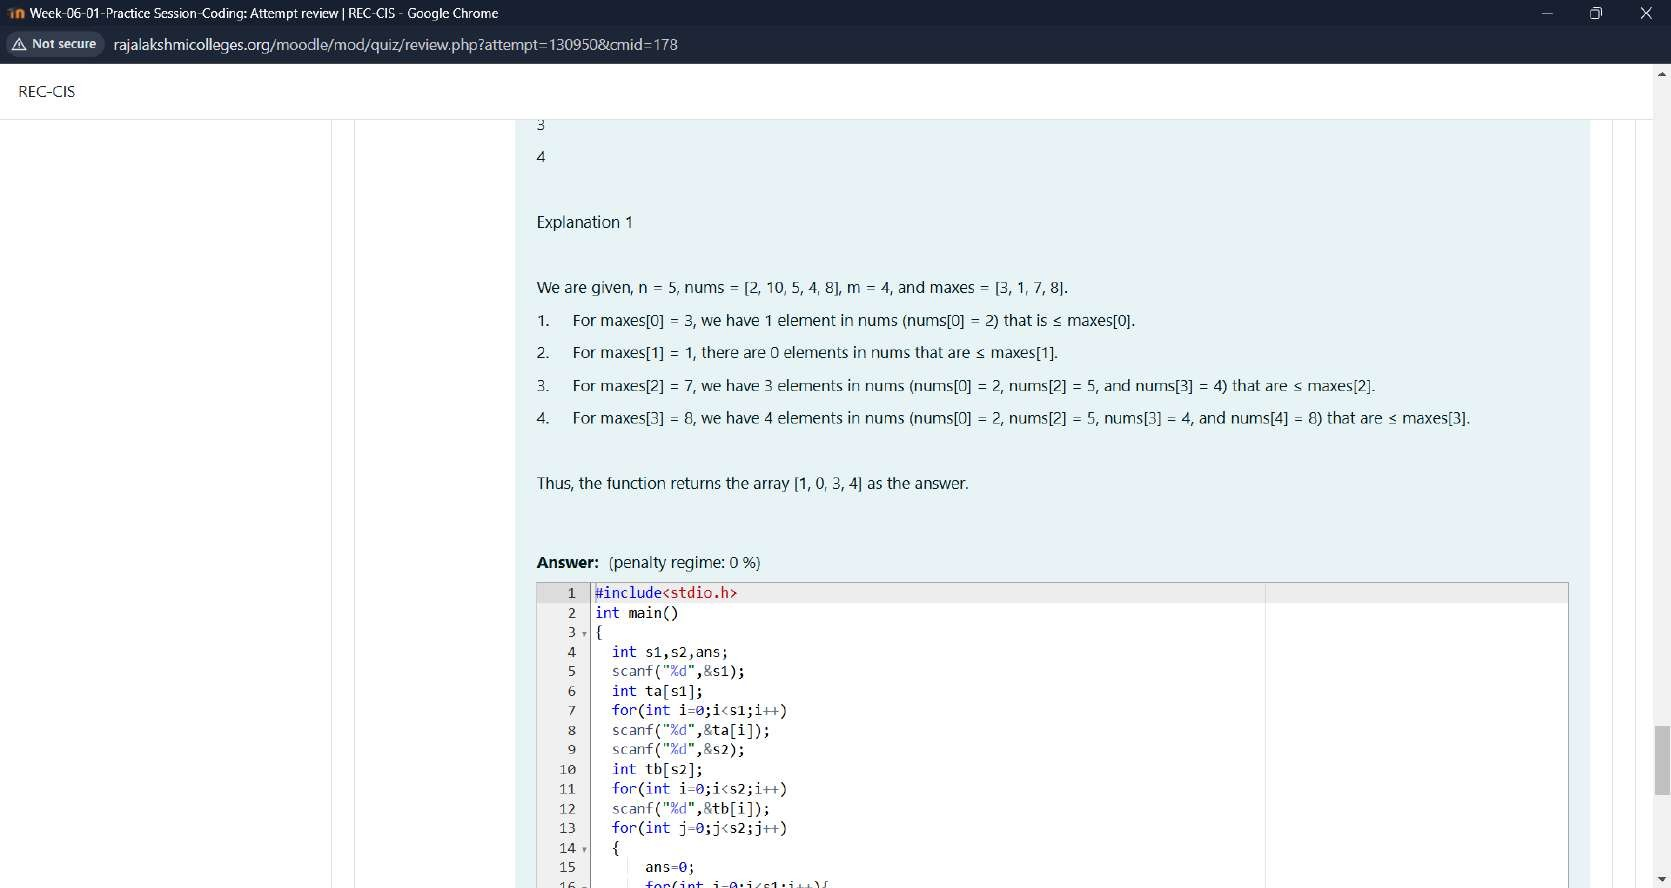 Week-06-01-Practice Session-Coding: Attempt review | REC-CIS - Google Chrome
Not secure rajalakshmicolleges.org/moodle/mod/quiz/review.php?attempt=130950&cmid=178
REC-CIS
3
4
Explanation 1
We are given, n = 5, nums = [2, 10, 5, 4, 8], m = 4, and maxes = [3, 1, 7, 8].
1. For maxes[0] = 3, we have 1 element in nums (nums[0] = 2) that is ≤ maxes[0].
2. For maxes[1] = 1, there are 0 elements in nums that are ≤ maxes[1].
3. For maxes[2] = 7, we have 3 elements in nums (nums[0] = 2, nums[2] = 5, and nums[3] = 4) that are ≤ maxes[2].
4. For maxes[3] = 8, we have 4 elements in nums (nums[0] = 2, nums[2] = 5, nums[3] = 4, and nums[4] = 8) that are ≤ maxes[3].
Thus, the function returns the array [1, 0, 3, 4] as the answer.
Answer: (penalty regime: 0 %)
1 #include<stdio.h>
2 int main()
3 {
4 int s1,s2,ans;
5 scanf("%d",&s1);
6 int ta[s1];
7 for(int i=0;i<s1;i++)
8 scanf("%d",&ta[i]);
9 scanf("%d",&s2);
10 int tb[s2];
11 for(int i=0;i<s2;i++)
12 scanf("%d",&tb[i]);
13 for(int j=0;j<s2;j++)
14 {
15 ans=0;
16 for(int i=0;i<s1;i++){